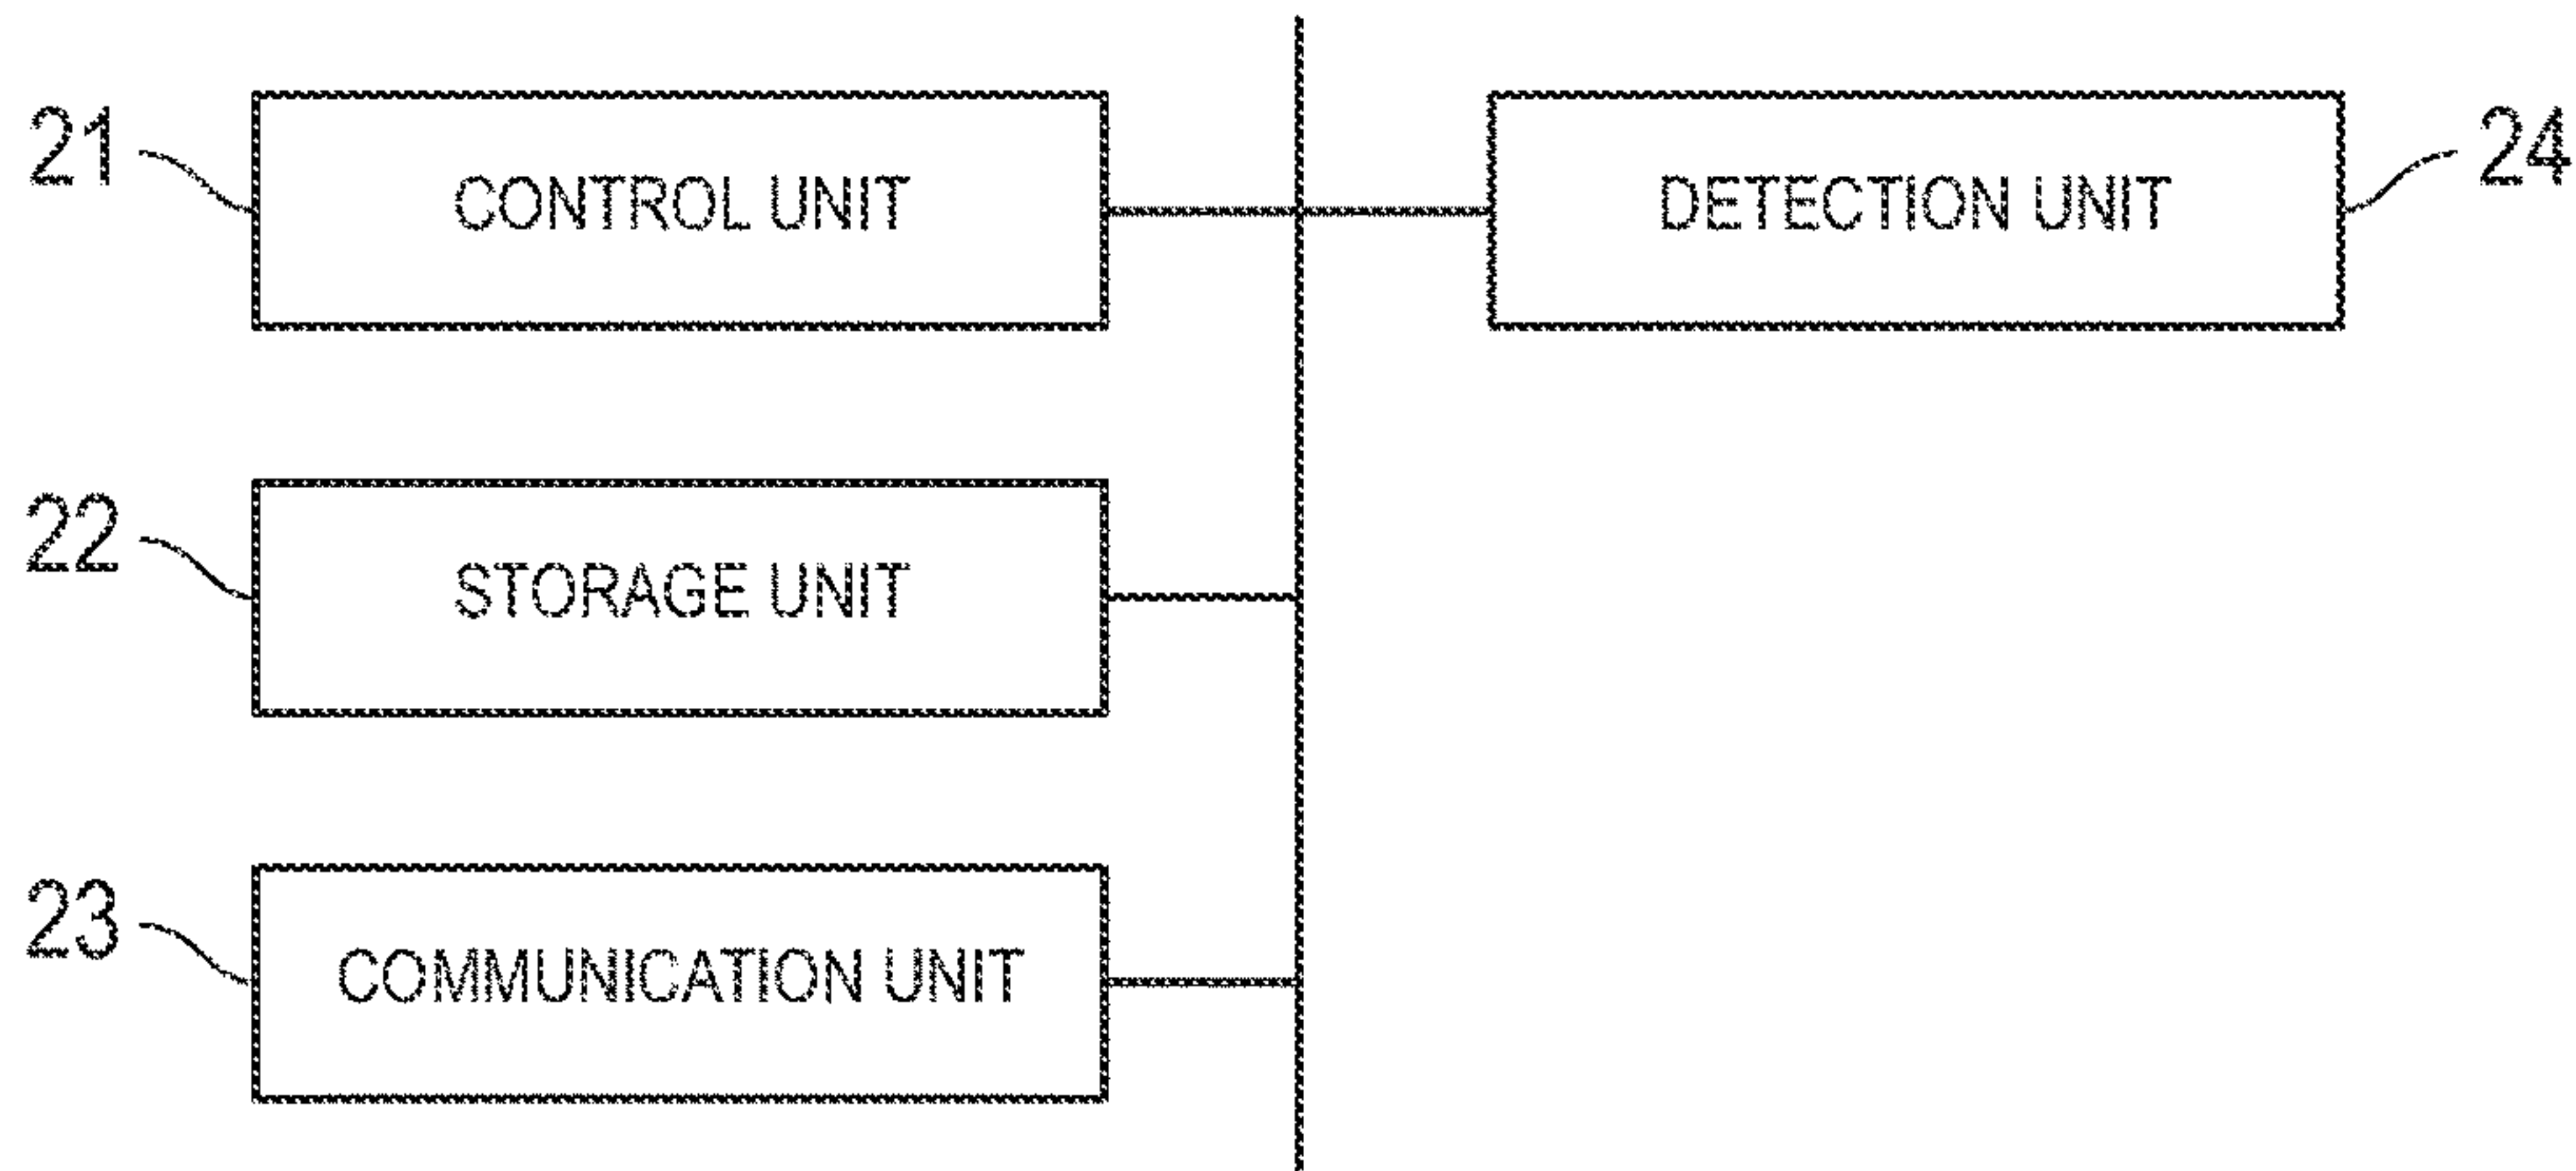 21
CONTROL UNIT
DETECTION UNIT
24
22
STORAGE UNIT
23
COMMUNICATION UNIT